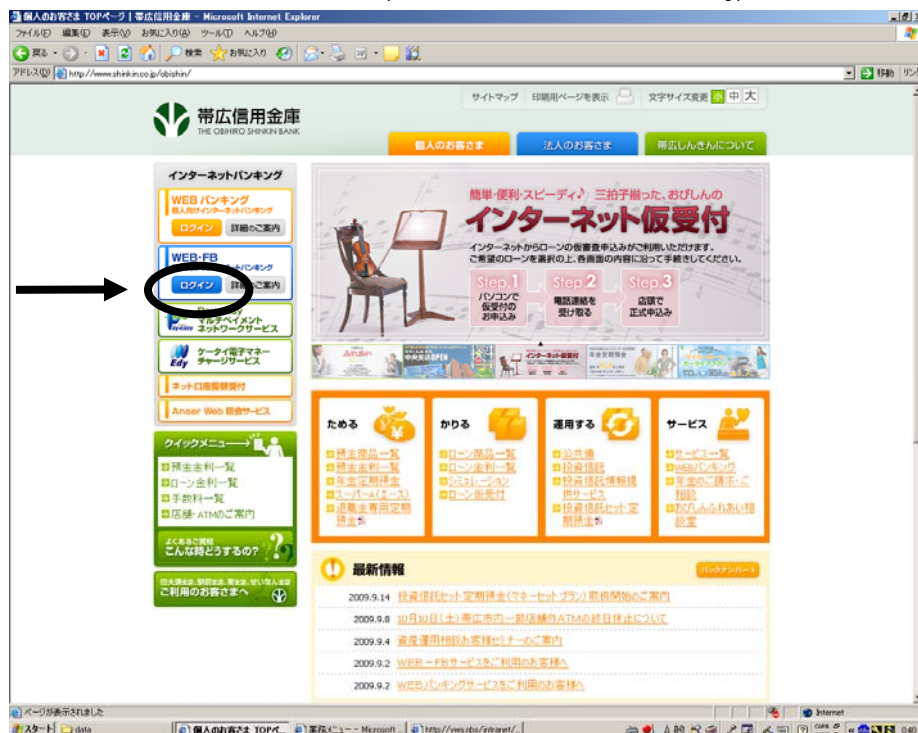 個人のお客さま TOPページ | 帯広信用金庫 - Microsoft Internet Explorer
ファイル(F) 編集(E) 表示(V) お気に入り(A) ツール(T) ヘルプ(H)
戻る 検索 お気に入り
アドレス(D) http://www.shinkin.co.jp/obishin/ 移動
サイトマップ 印刷用ページを表示 文字サイズ変更 小 中 大
帯広信用金庫
THE OBIHIRO SHINKIN BANK
個人のお客さま 法人のお客さま 帯広しんきんについて
インターネットバンキング
WEB バンキング
個人向けインターネットバンキング
ログイン 詳細のご案内
WEB-FB
ネットバンキング
ログイン ご案内
マルチペイメント
ネットワークサービス
Edy ケータイ電子マネー
チャージサービス
ネット口座振替受付
Anser Web 照会サービス
クイックメニュー
預金金利一覧
ローン金利一覧
手数料一覧
店舗・ATMのご案内
よくあるご質問
こんな時どうするの?
ご利用のお客さまへ
簡単・便利・スピーディ♪ 三拍子揃った、おびしんの
インターネット仮受付
インターネットからローンの仮審査申込みがご利用いただけます。
ご希望のローンを選択の上、各画面の内容に沿って手続きしてください。
Step.1 Step.2 Step.3
パソコンで
仮受付の
お申込み
電話連絡を
受け取る
店頭で
正式申込み
ためる
預金商品一覧
預金金利一覧
年金定期預金
スーパーA(エース)
退職金専用定期
預金
かりる
ローン商品一覧
ローン金利一覧
シミュレーション
ローン仮受付
運用する
公共債
投資信託
投資信託情報提
供サービス
投資信託セット定
期預金
サービス
サービス一覧
WEBバンキング
年金のご請求・ご
相談
おびしんふれあい相
談室
最新情報 バックナンバー
2009.9.14 投資信託セット定期預金(マネーセットプラン)取扱開始のご案内
2009.9.8 10月10日(土)帯広市内一部店舗外ATMの終日休止について
2009.9.4 資産運用相談お客様セミナーのご案内
2009.9.2 WEB-FBサービスをご利用のお客様へ
2009.9.2 WEBバンキングサービスをご利用のお客様へ
ページが表示されました Internet
スタート data 個人のお客さま TOPペ... 業務メニュー - Microsoft ...